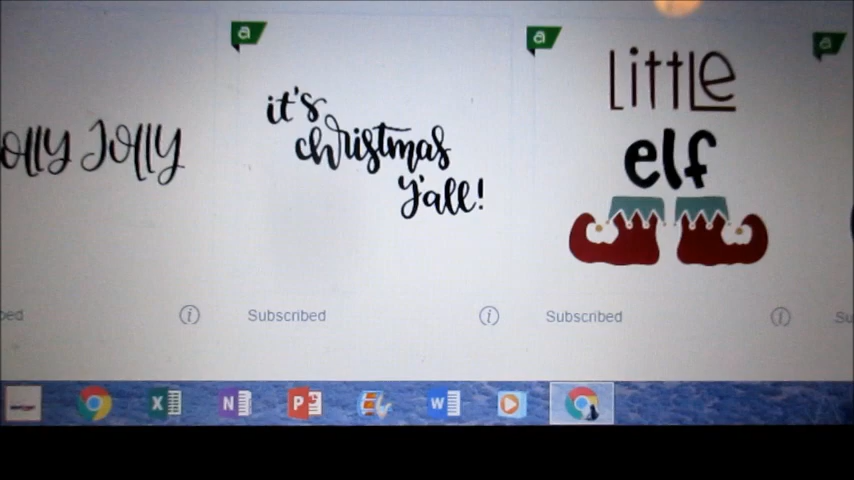 olly Jolly
it's
christmas
y'all!
LittLe
elf
Subscribed
Subscribed
a
a
a